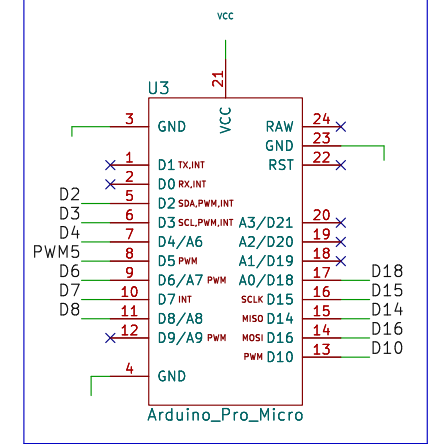 VCC
U3
21
VCC
3 GND RAW 24
GND 23
1 D1 TX,INT RST 22
2 D0 RX,INT
D2 5 D2 SDA,PWM,INT
D3 6 D3 SCL,PWM,INT A3/D21 20
D4 7 D4/A6 A2/D20 19
PWM5 8 D5 PWM A1/D19 18
D6 9 D6/A7 PWM A0/D18 17 D18
D7 10 D7 INT SCLK D15 16 D15
D8 11 D8/A8 MISO D14 15 D14
12 D9/A9 PWM MOSI D16 14 D16
PWM D10 13 D10
4 GND
Arduino_Pro_Micro